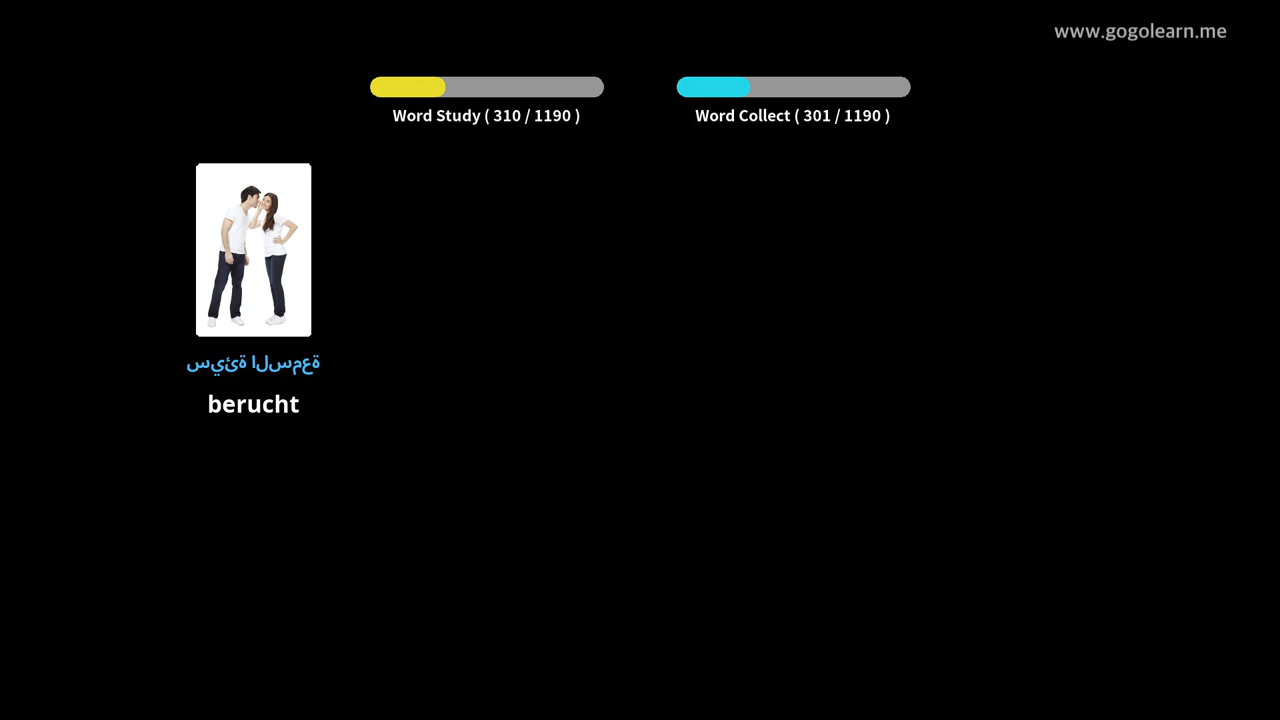 www.gogolearn.me
Word Study ( 310 / 1190 )
Word Collect ( 301 / 1190 )
سيئة السمعة
berucht